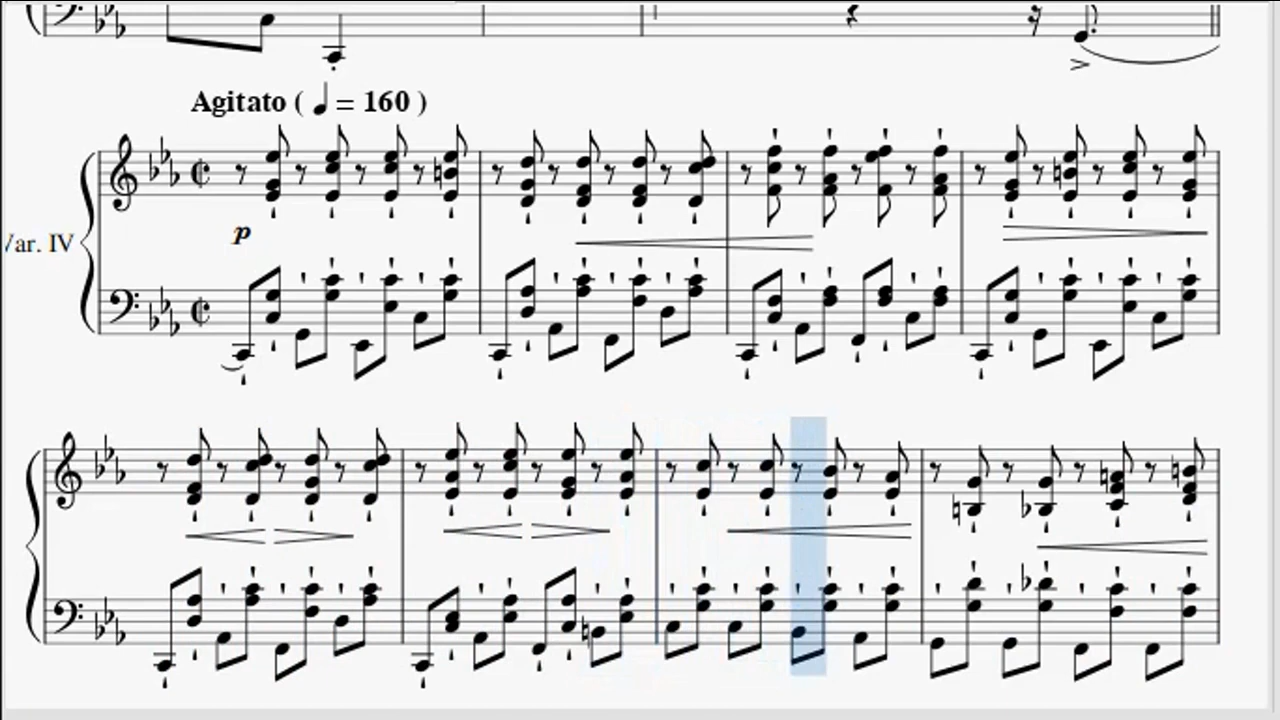 Agitato ( ♩ = 160 )
p
Var. IV